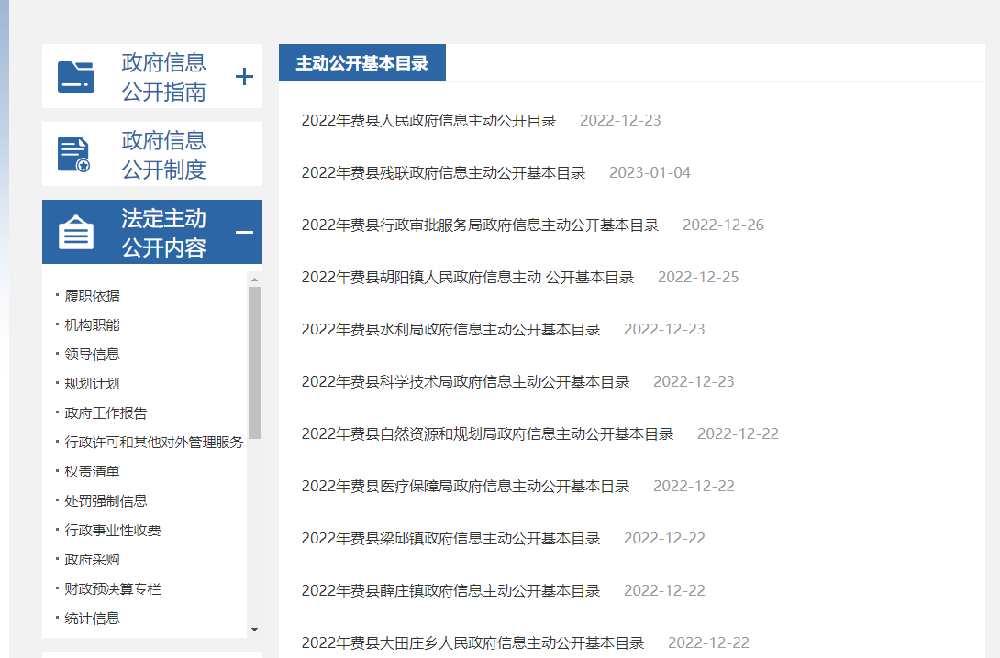 政府信息
公开指南
政府信息
公开制度
法定主动
公开内容
· 履职依据
· 机构职能
· 领导信息
· 规划计划
· 政府工作报告
· 行政许可和其他对外管理服务
· 权责清单
· 处罚强制信息
· 行政事业性收费
· 政府采购
· 财政预决算专栏
· 统计信息
主动公开基本目录
2022年费县人民政府信息主动公开目录 2022-12-23
2022年费县残联政府信息主动公开基本目录 2023-01-04
2022年费县行政审批服务局政府信息主动公开基本目录 2022-12-26
2022年费县胡阳镇人民政府信息主动 公开基本目录 2022-12-25
2022年费县水利局政府信息主动公开基本目录 2022-12-23
2022年费县科学技术局政府信息主动公开基本目录 2022-12-23
2022年费县自然资源和规划局政府信息主动公开基本目录 2022-12-22
2022年费县医疗保障局政府信息主动公开基本目录 2022-12-22
2022年费县梁邱镇政府信息主动公开基本目录 2022-12-22
2022年费县薛庄镇政府信息主动公开基本目录 2022-12-22
2022年费县大田庄乡人民政府信息主动公开基本目录 2022-12-22